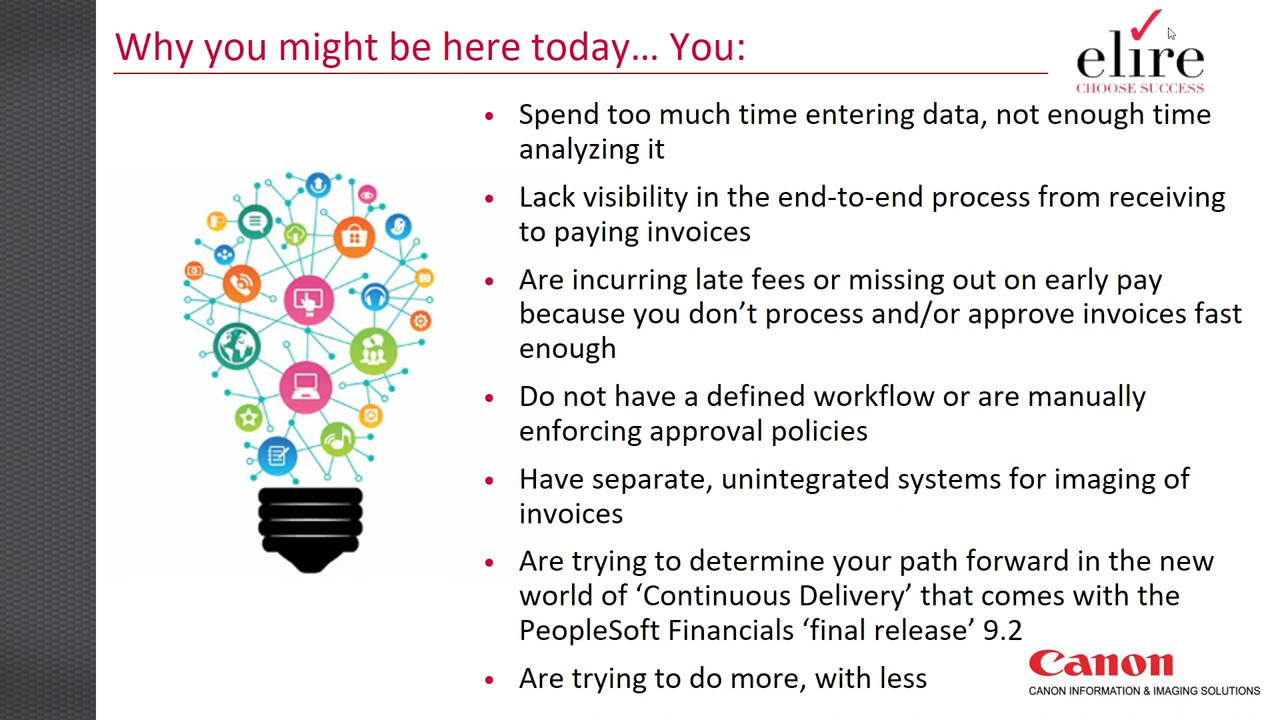 Why you might be here today... You:
elire
CHOOSE SUCCESS
• Spend too much time entering data, not enough time
analyzing it
• Lack visibility in the end-to-end process from receiving
to paying invoices
• Are incurring late fees or missing out on early pay
because you don’t process and/or approve invoices fast
enough
• Do not have a defined workflow or are manually
enforcing approval policies
• Have separate, unintegrated systems for imaging of
invoices
• Are trying to determine your path forward in the new
world of ‘Continuous Delivery’ that comes with the
PeopleSoft Financials ‘final release’ 9.2
• Are trying to do more, with less
Canon
CANON INFORMATION & IMAGING SOLUTIONS